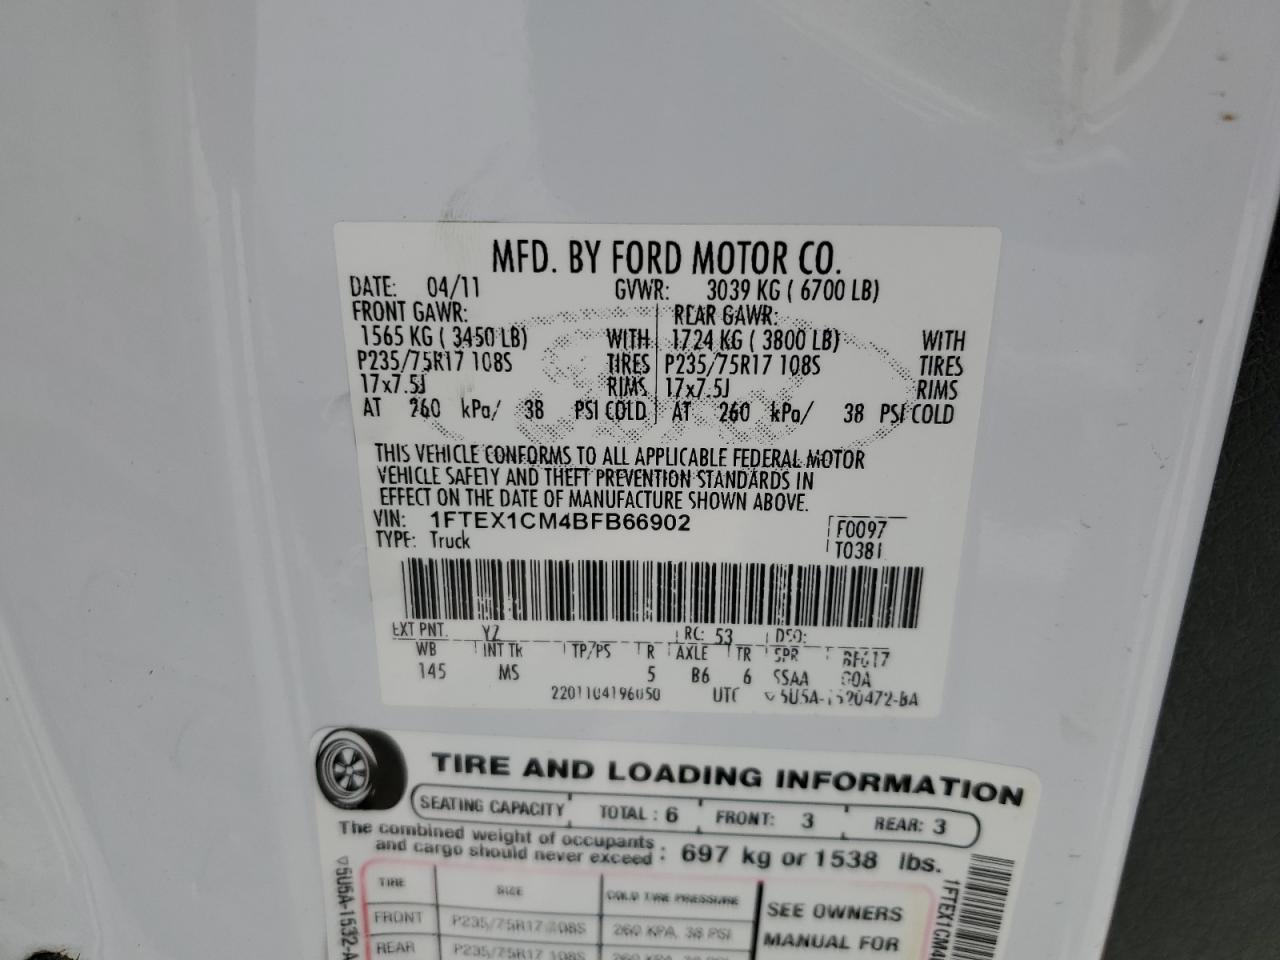 MFD. BY FORD MOTOR CO.
DATE: 04/11 GVWR: 3039 KG ( 6700 LB)
FRONT GAWR: REAR GAWR:
1565 KG ( 3450 LB) WITH 1724 KG ( 3800 LB) WITH
P235/75R17 108S TIRES P235/75R17 108S TIRES
17x7.5J RIMS 17x7.5J RIMS
AT 260 kPa/ 38 PSI COLD AT 260 kPa/ 38 PSI COLD
THIS VEHICLE CONFORMS TO ALL APPLICABLE FEDERAL MOTOR
VEHICLE SAFETY AND THEFT PREVENTION STANDARDS IN
EFFECT ON THE DATE OF MANUFACTURE SHOWN ABOVE.
VIN: 1FTEX1CM4BFB66902 F0097
TYPE: Truck T0381
EXT PNT: YZ RC: 53 DSO:
WB INT TR TP/PS R AXLE TR SPR
145 MS 5 B6 6 SSAA
2201104196050 UTC
TIRE AND LOADING INFORMATION
SEATING CAPACITY TOTAL : 6 FRONT: 3 REAR: 3
The combined weight of occupants
and cargo should never exceed : 697 kg or 1538 lbs.
TIRE SIZE COLD TIRE PRESSURE SEE OWNERS
FRONT P235/75R17 108S 260 KPA, 38 PSI MANUAL FOR
REAR P235/75R17 108S
5U5A-1532-A
1FTEX1CM4